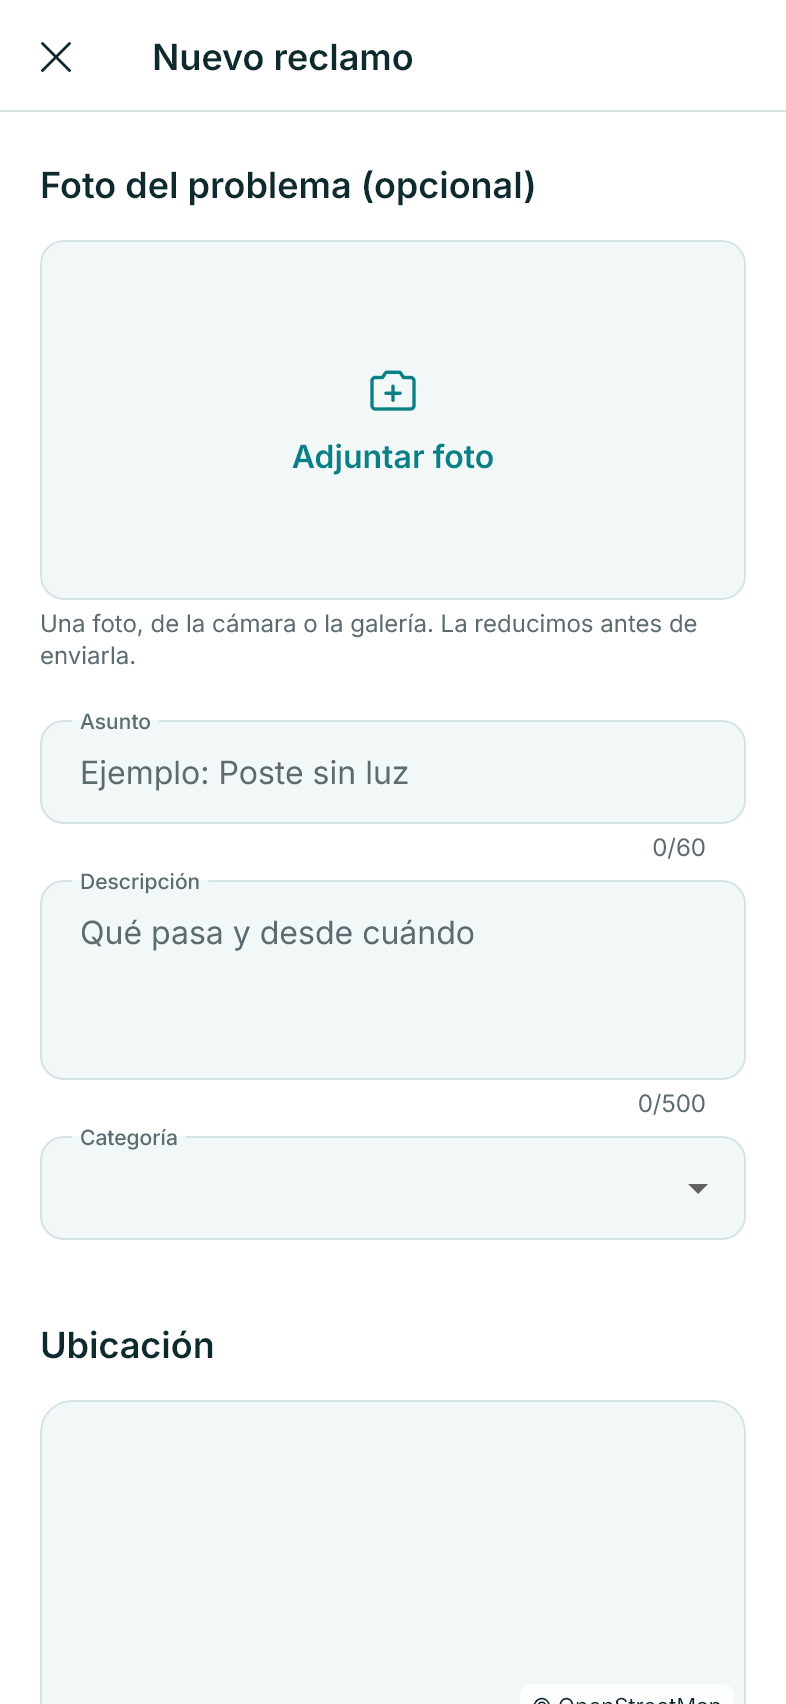 Nuevo reclamo
Foto del problema (opcional)
Adjuntar foto
Una foto, de la cámara o la galería. La reducimos antes de
enviarla.
Asunto
Ejemplo: Poste sin luz
0/60
Descripción
Qué pasa y desde cuándo
0/500
Categoría
Ubicación
© OpenStreetMap